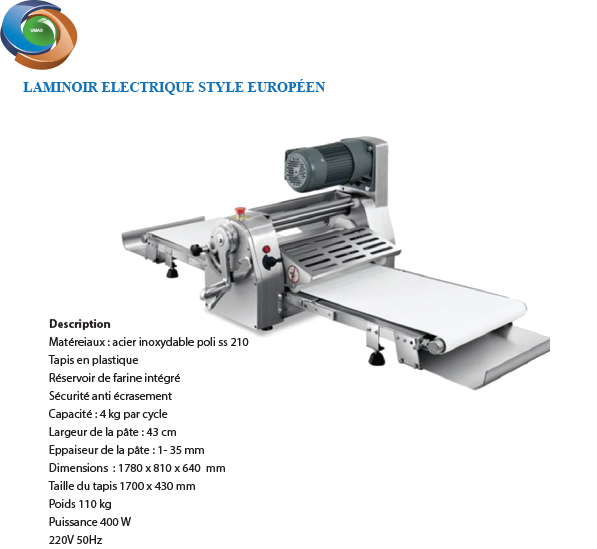 UMAO
LAMINOIR ELECTRIQUE STYLE EUROPÉEN
Description
Matéreiaux : acier inoxydable poli ss 210
Tapis en plastique
Réservoir de farine intégré
Sécurité anti écrasement
Capacité : 4 kg par cycle
Largeur de la pâte : 43 cm
Eppaiseur de la pâte : 1- 35 mm
Dimensions : 1780 x 810 x 640 mm
Taille du tapis 1700 x 430 mm
Poids 110 kg
Puissance 400 W
220V 50Hz